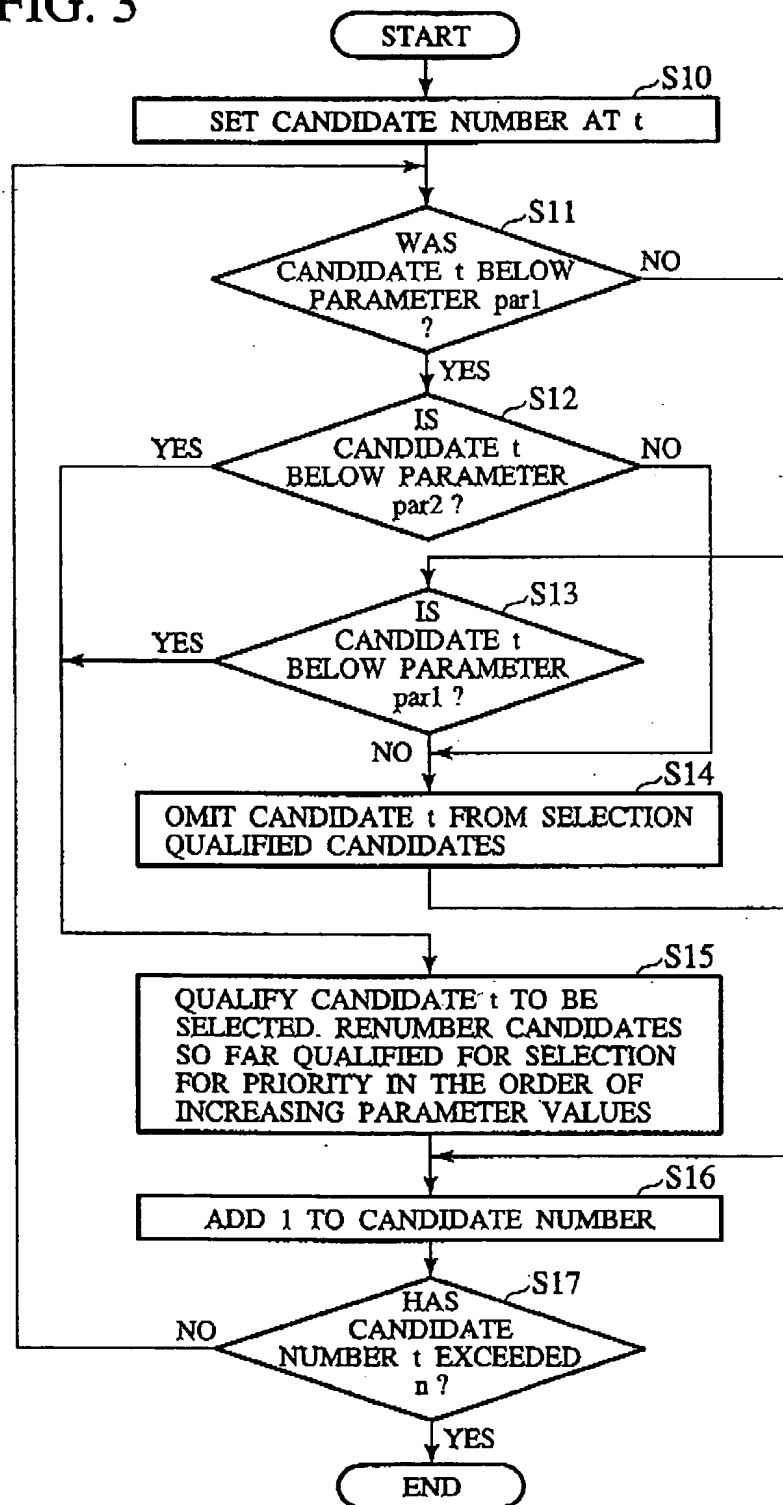 FIG. 3
START
S10
SET CANDIDATE NUMBER AT t
S11
WAS
CANDIDATE t BELOW
PARAMETER par1
?
NO
YES
S12
IS
CANDIDATE t
BELOW PARAMETER
par2 ?
YES
NO
S13
IS
CANDIDATE t
BELOW PARAMETER
par1 ?
YES
NO
S14
OMIT CANDIDATE t FROM SELECTION
QUALIFIED CANDIDATES
S15
QUALIFY CANDIDATE t TO BE
SELECTED. RENUMBER CANDIDATES
SO FAR QUALIFIED FOR SELECTION
FOR PRIORITY IN THE ORDER OF
INCREASING PARAMETER VALUES
S16
ADD 1 TO CANDIDATE NUMBER
S17
HAS
CANDIDATE
NUMBER t EXCEEDED
n ?
NO
YES
END